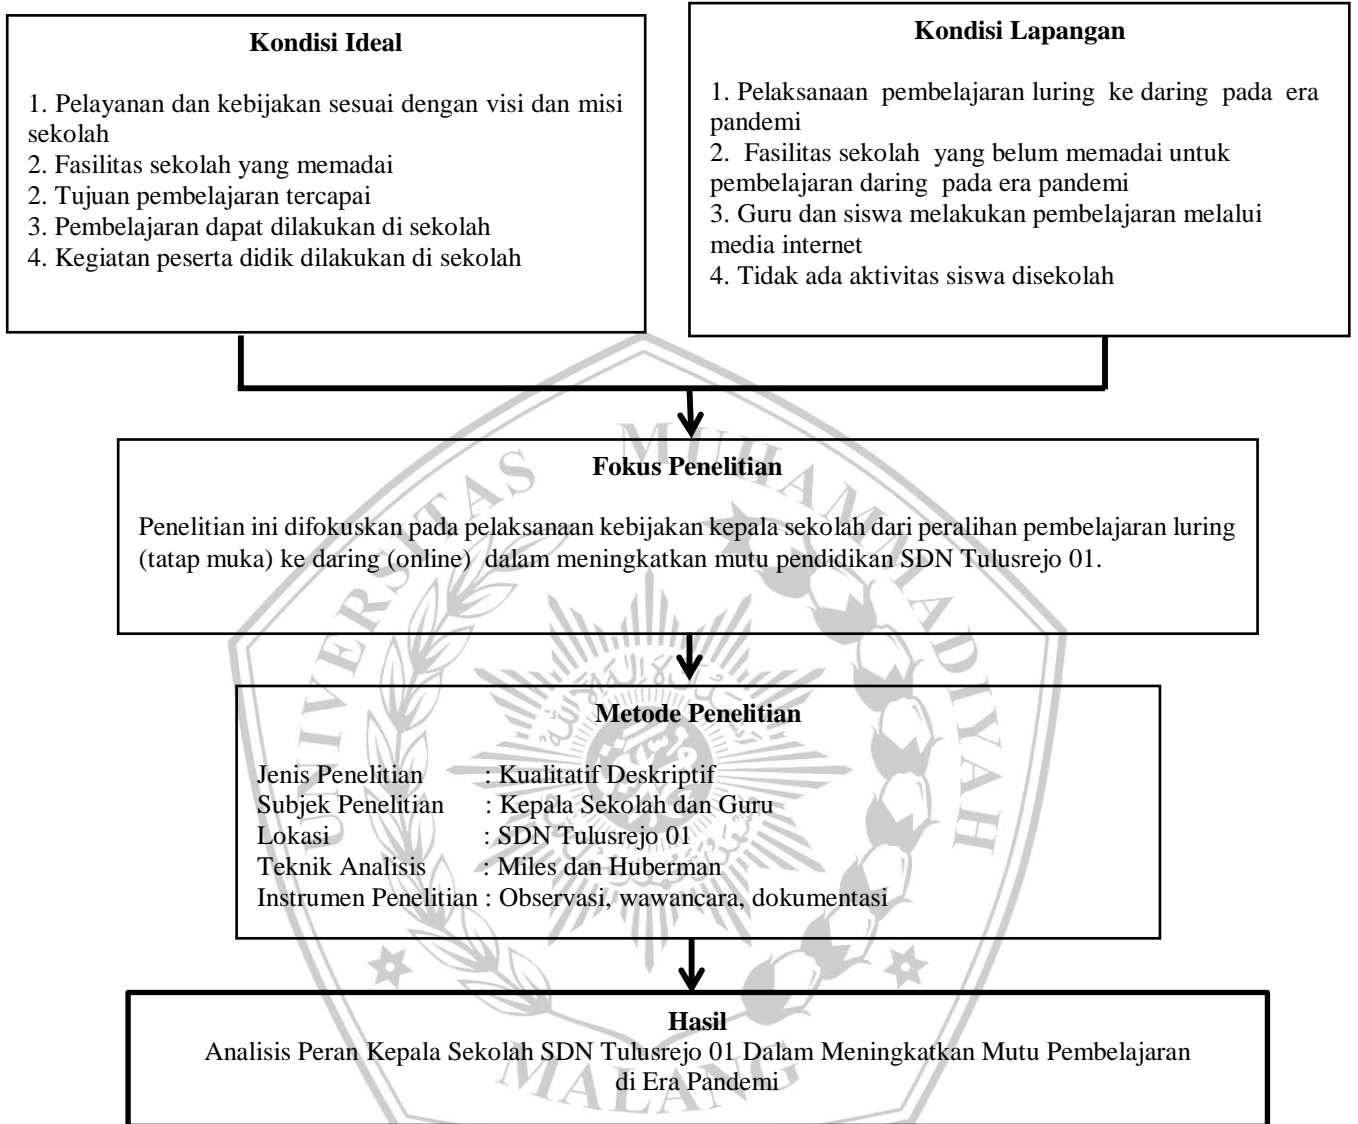 Kondisi Ideal
1. Pelayanan dan kebijakan sesuai dengan visi dan misi
sekolah
2. Fasilitas sekolah yang memadai
2. Tujuan pembelajaran tercapai
3. Pembelajaran dapat dilakukan di sekolah
4. Kegiatan peserta didik dilakukan di sekolah
Kondisi Lapangan
1. Pelaksanaan pembelajaran luring ke daring pada era
pandemi
2. Fasilitas sekolah yang belum memadai untuk
pembelajaran daring pada era pandemi
3. Guru dan siswa melakukan pembelajaran melalui
media internet
4. Tidak ada aktivitas siswa disekolah
Fokus Penelitian
Penelitian ini difokuskan pada pelaksanaan kebijakan kepala sekolah dari peralihan pembelajaran luring
(tatap muka) ke daring (online) dalam meningkatkan mutu pendidikan SDN Tulusrejo 01.
Metode Penelitian
Jenis Penelitian : Kualitatif Deskriptif
Subjek Penelitian : Kepala Sekolah dan Guru
Lokasi : SDN Tulusrejo 01
Teknik Analisis : Miles dan Huberman
Instrumen Penelitian : Observasi, wawancara, dokumentasi
Hasil
Analisis Peran Kepala Sekolah SDN Tulusrejo 01 Dalam Meningkatkan Mutu Pembelajaran
di Era Pandemi
UNIVERSITAS MUHAMMADIYAH
MALANG